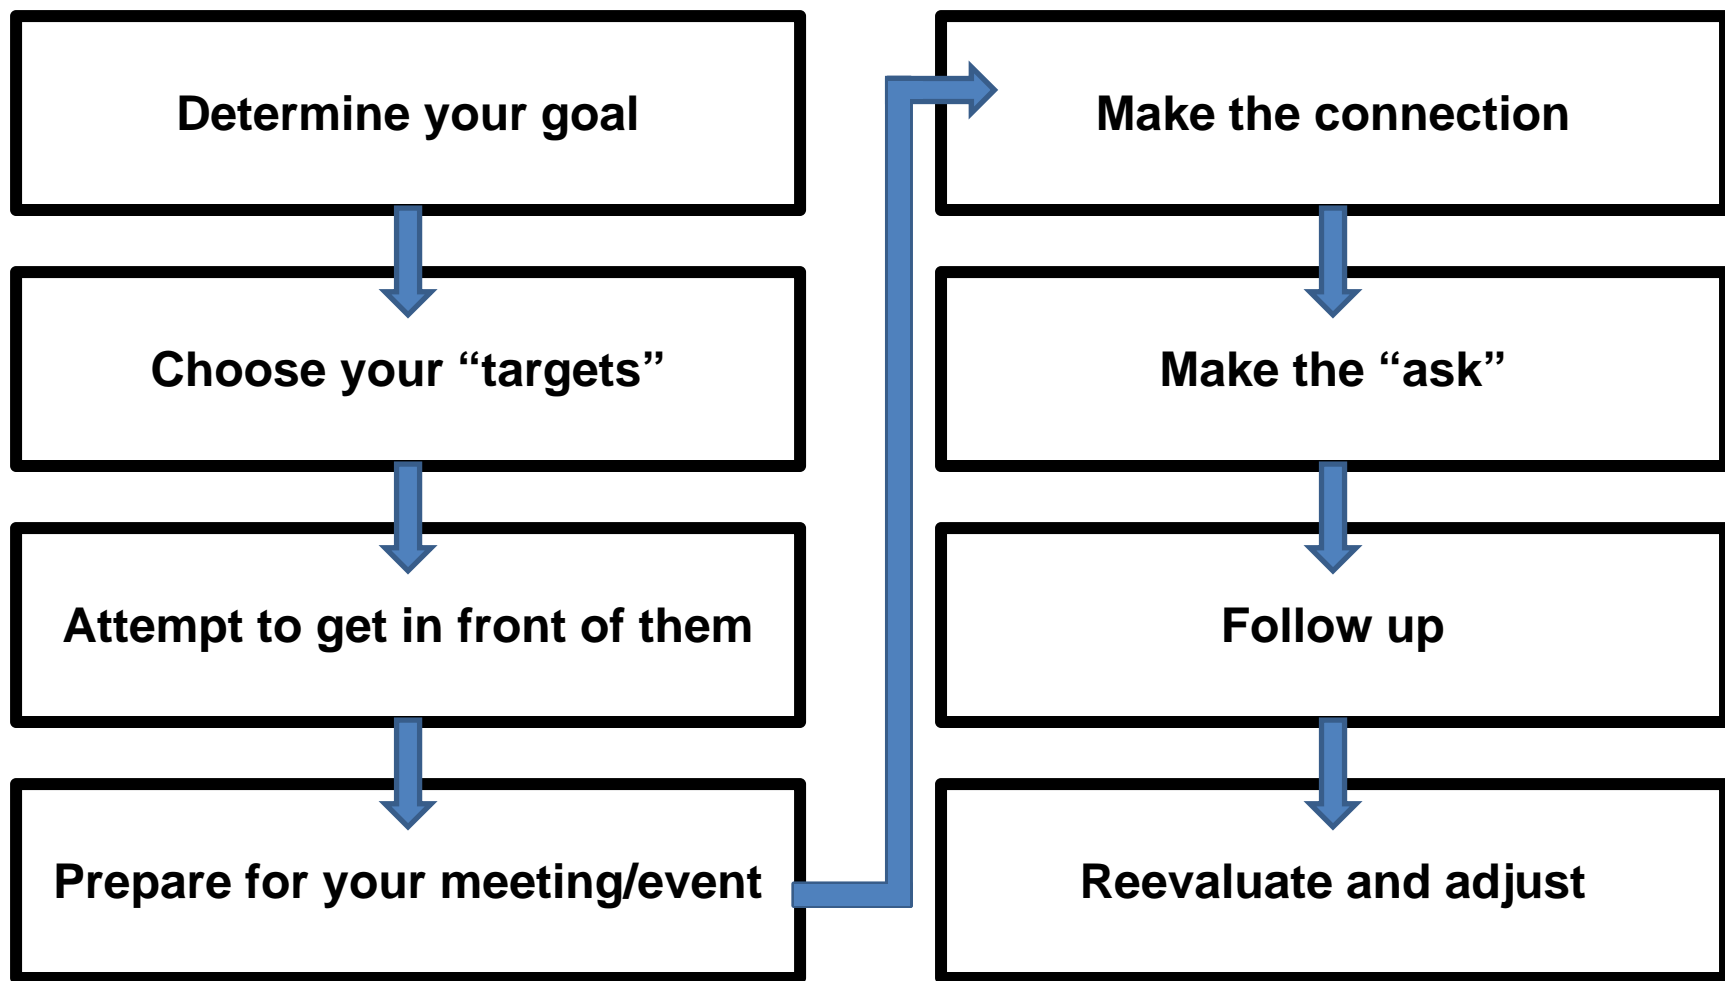 Determine your goal
Choose your “targets”
Attempt to get in front of them
Prepare for your meeting/event
Make the connection
Make the “ask”
Follow up
Reevaluate and adjust